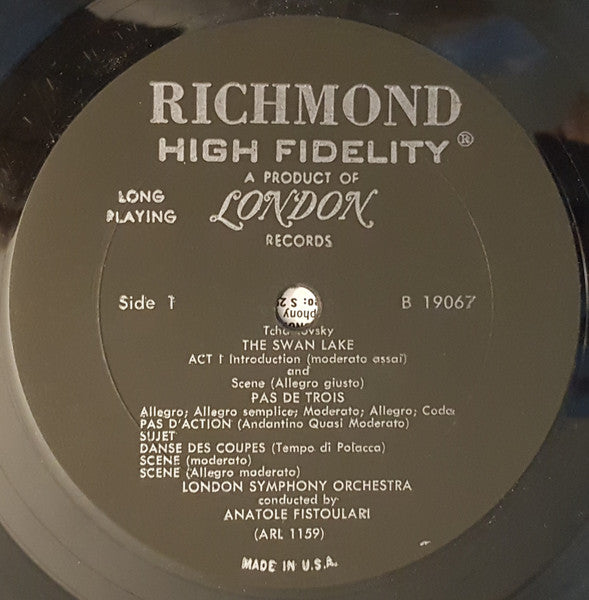 RICHMOND
HIGH FIDELITY®
A PRODUCT OF
LONG
PLAYING
LONDON
RECORDS
Side 1
B 19067
THE SWAN LAKE
ACT 1 Introduction (moderato assai)
and
Scene (Allegro giusto)
PAS DE TROIS
Allegro; Allegro semplice; Moderato; Allegro; Coda
PAS D'ACTION (Andantino Quasi Moderato)
SUJET
DANSE DES COUPES (Tempo di Polacca)
SCENE (moderato)
SCENE (Allegro moderato)
LONDON SYMPHONY ORCHESTRA
conducted by
ANATOLE FISTOULARI
(ARL 1159)
MADE IN U.S.A.